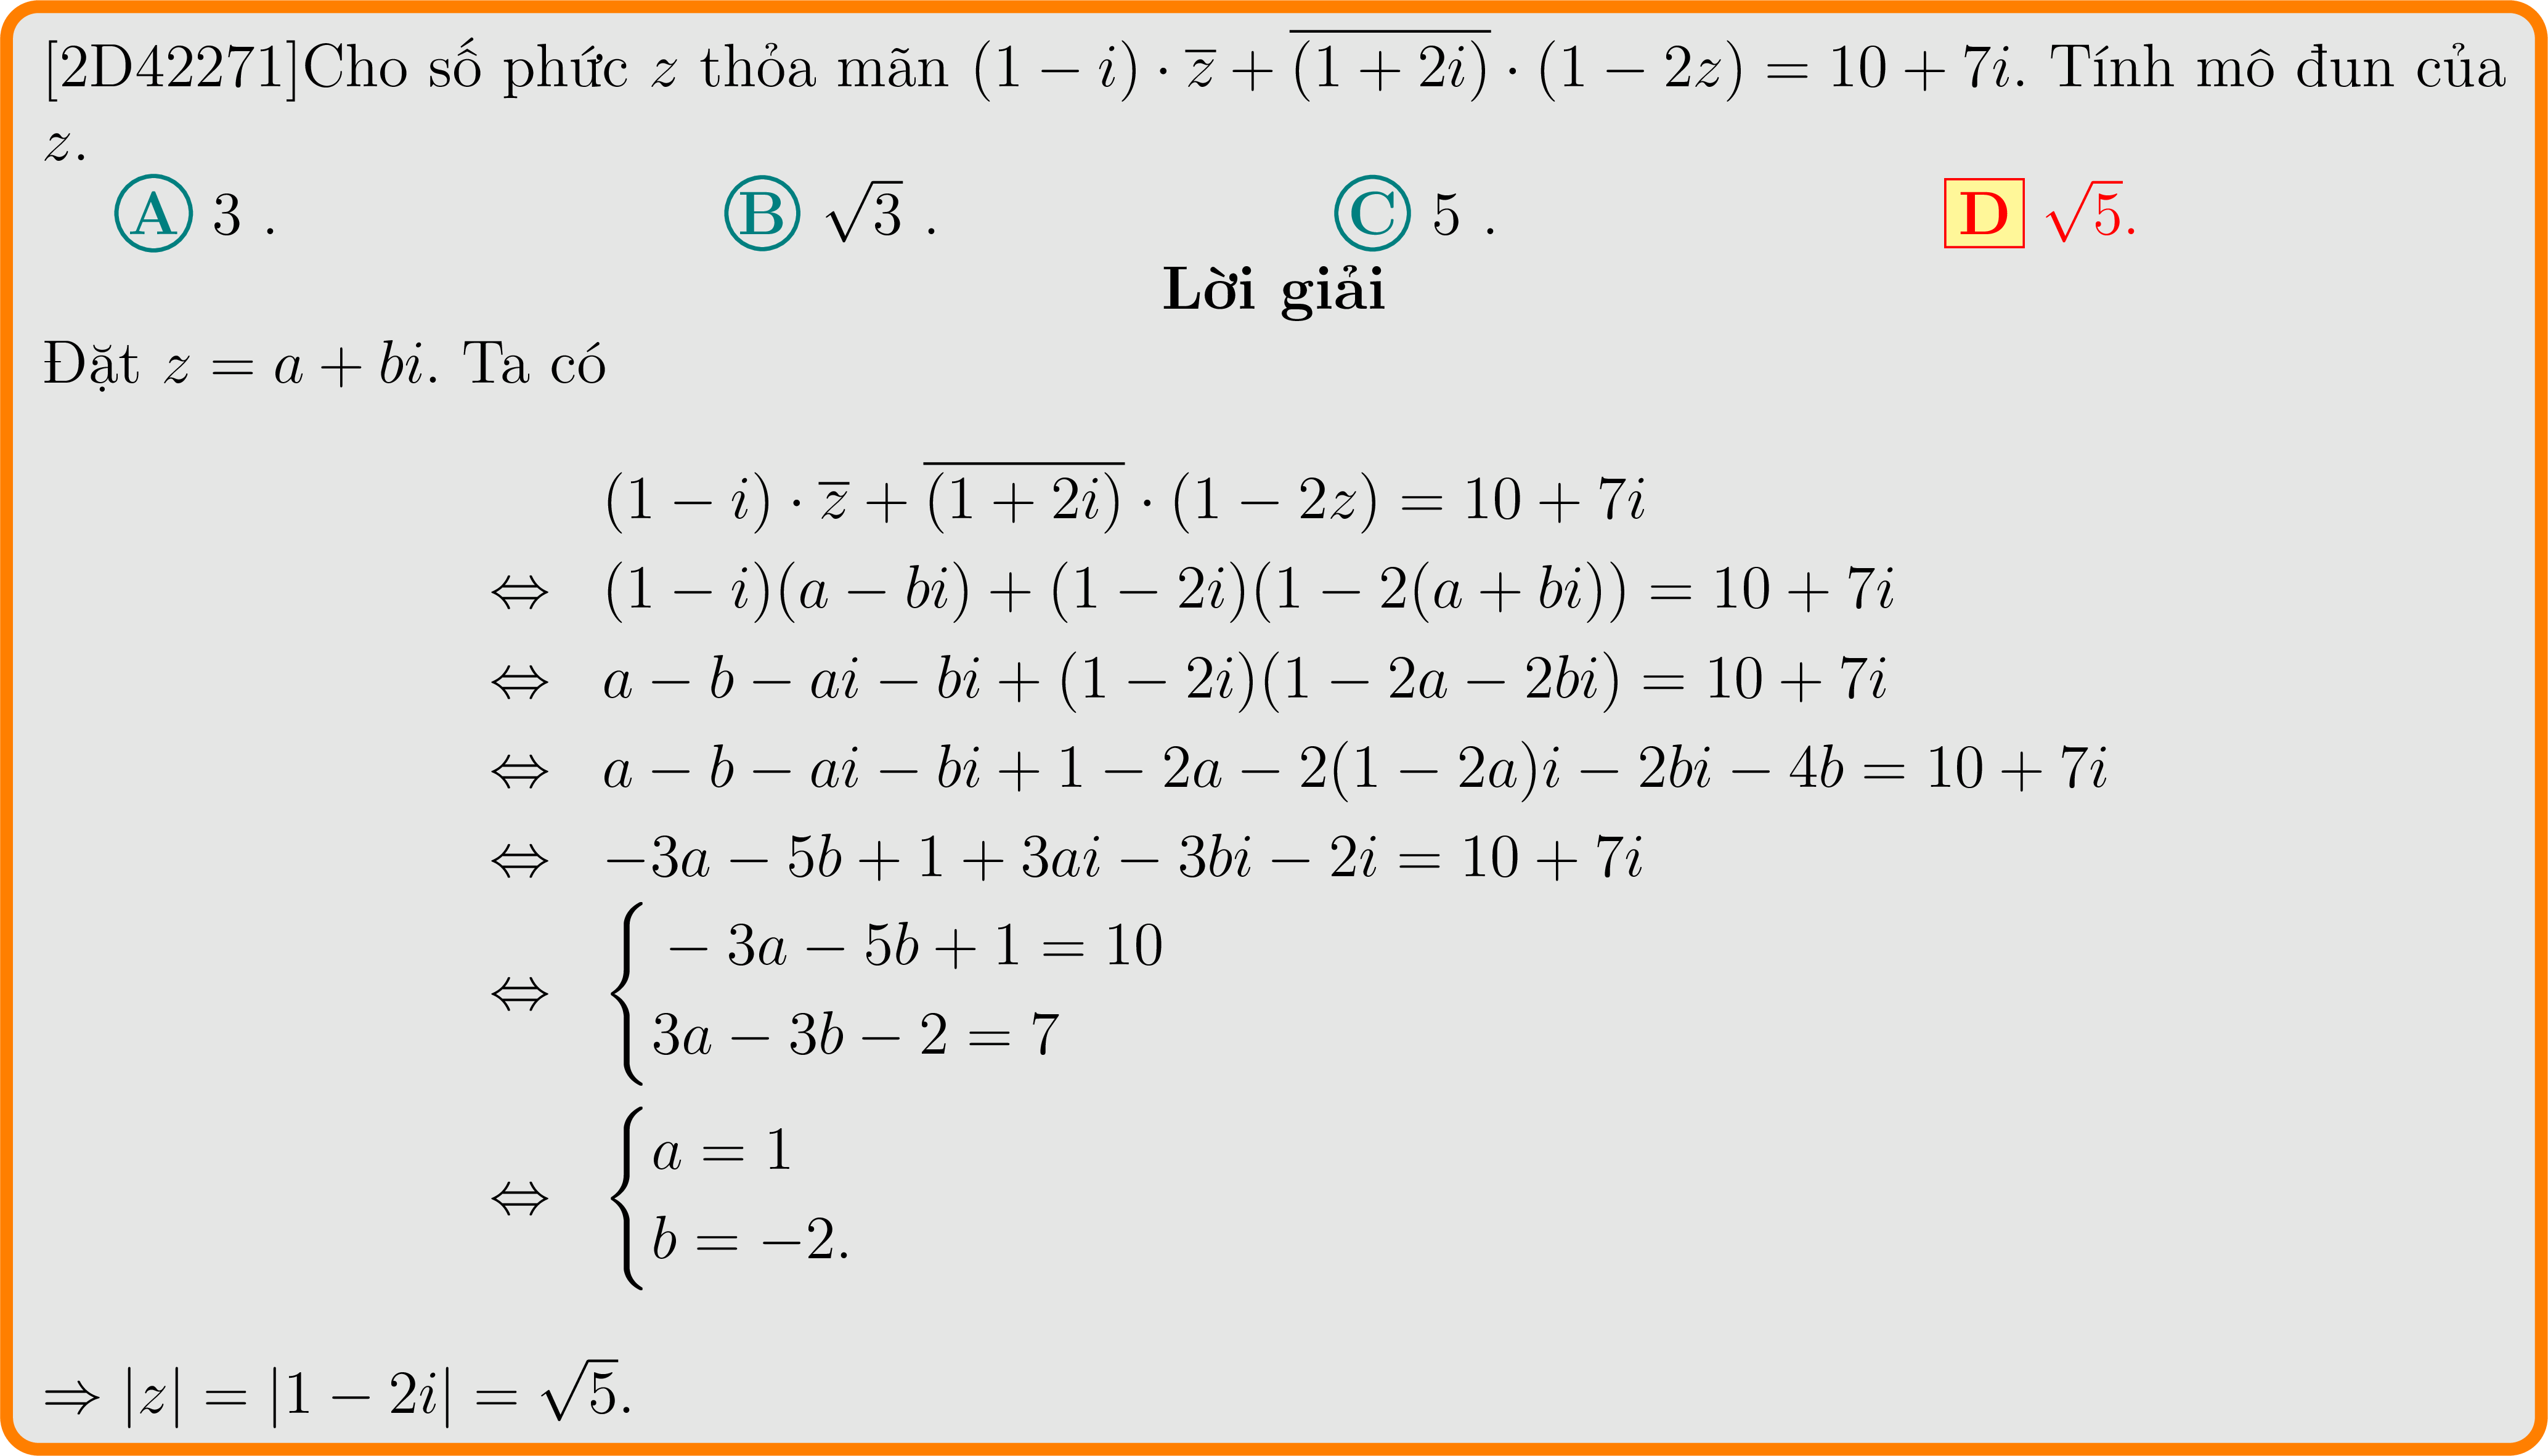 [2D42271]Cho số phức z thỏa mãn $(1-i)\cdot\overline{z}+\overline{(1+2i)}\cdot(1-2z)=10+7i$. Tính mô đun của
z.
A 3 . B $\sqrt{3}$ . C 5 . D $\sqrt{5}$.
Lời giải
Đặt $z=a+bi$. Ta có
$(1-i)\cdot\overline{z}+\overline{(1+2i)}\cdot(1-2z)=10+7i$
$\Leftrightarrow (1-i)(a-bi)+(1-2i)(1-2(a+bi))=10+7i$
$\Leftrightarrow a-b-ai-bi+(1-2i)(1-2a-2bi)=10+7i$
$\Leftrightarrow a-b-ai-bi+1-2a-2(1-2a)i-2bi-4b=10+7i$
$\Leftrightarrow -3a-5b+1+3ai-3bi-2i=10+7i$
$\Leftrightarrow \begin{cases} -3a-5b+1=10 \\ 3a-3b-2=7 \end{cases}$
$\Leftrightarrow \begin{cases} a=1 \\ b=-2. \end{cases}$
$\Rightarrow |z|=|1-2i|=\sqrt{5}$.